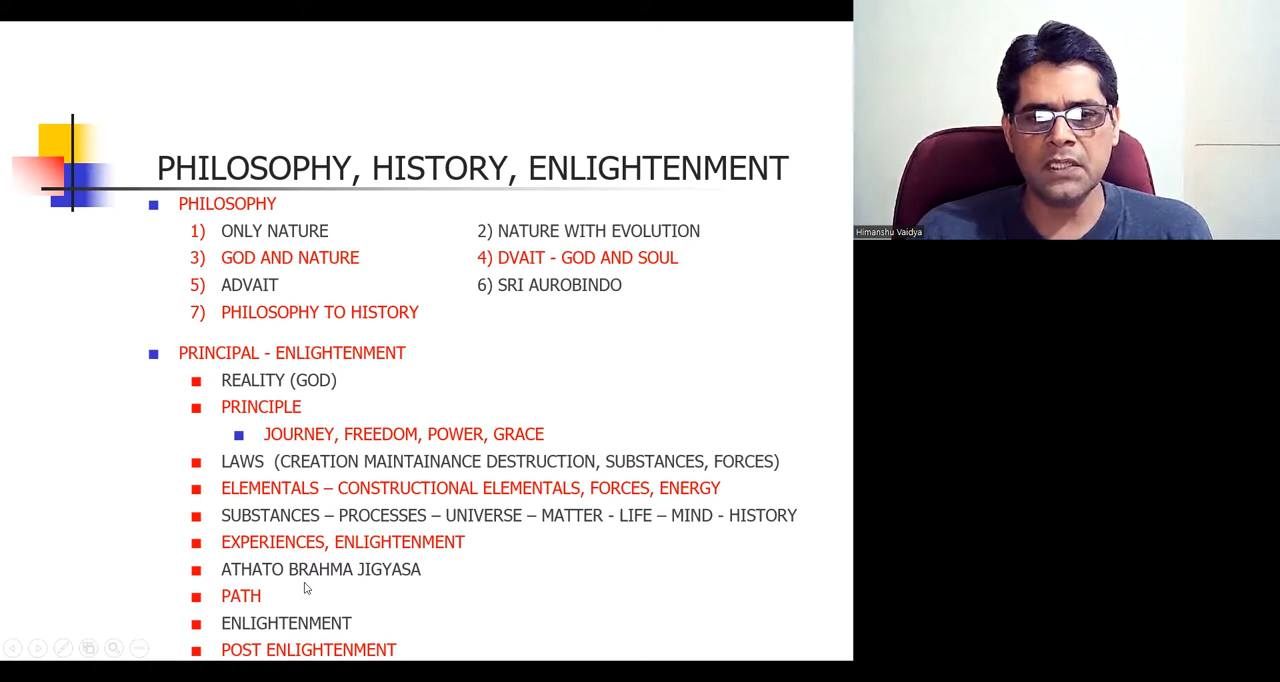 PHILOSOPHY, HISTORY, ENLIGHTENMENT
PHILOSOPHY
1) ONLY NATURE 2) NATURE WITH EVOLUTION
3) GOD AND NATURE 4) DVAIT - GOD AND SOUL
5) ADVAIT 6) SRI AUROBINDO
7) PHILOSOPHY TO HISTORY
PRINCIPAL - ENLIGHTENMENT
REALITY (GOD)
PRINCIPLE
JOURNEY, FREEDOM, POWER, GRACE
LAWS (CREATION MAINTAINANCE DESTRUCTION, SUBSTANCES, FORCES)
ELEMENTALS – CONSTRUCTIONAL ELEMENTALS, FORCES, ENERGY
SUBSTANCES – PROCESSES – UNIVERSE – MATTER - LIFE – MIND - HISTORY
EXPERIENCES, ENLIGHTENMENT
ATHATO BRAHMA JIGYASA
PATH
ENLIGHTENMENT
POST ENLIGHTENMENT
Himanshu Vaidya